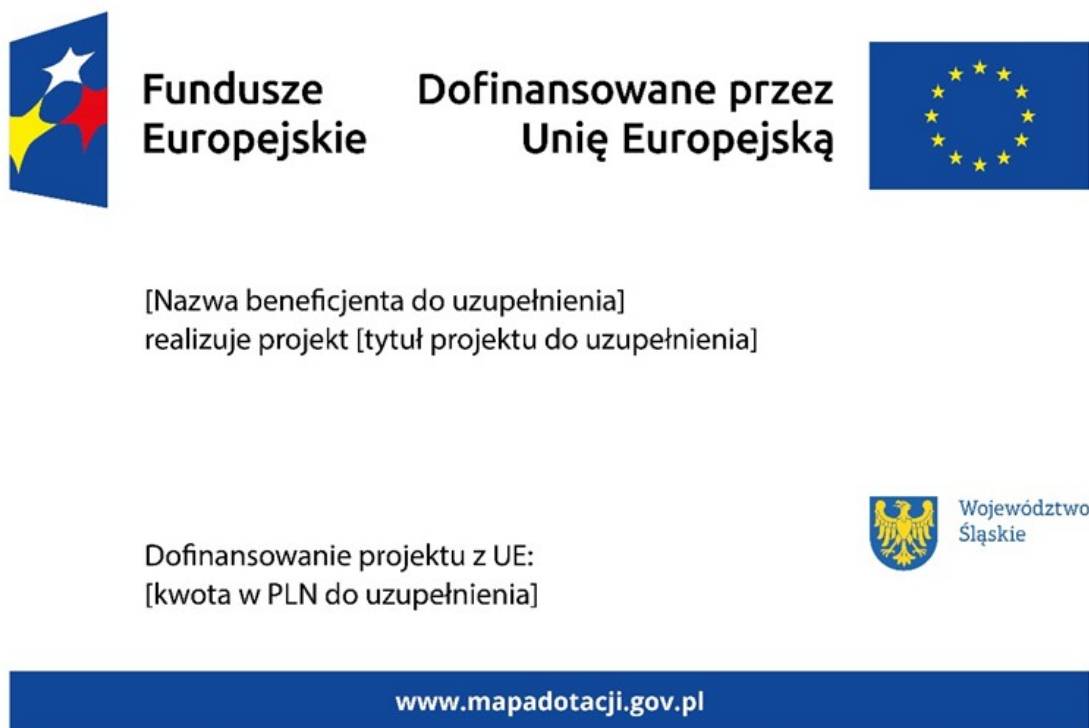 Fundusze
Europejskie
Dofinansowane przez
Unię Europejską
[Nazwa beneficjenta do uzupełnienia]
realizuje projekt [tytuł projektu do uzupełnienia]
Województwo
Śląskie
Dofinansowanie projektu z UE:
[kwota w PLN do uzupełnienia]
www.mapadotacji.gov.pl